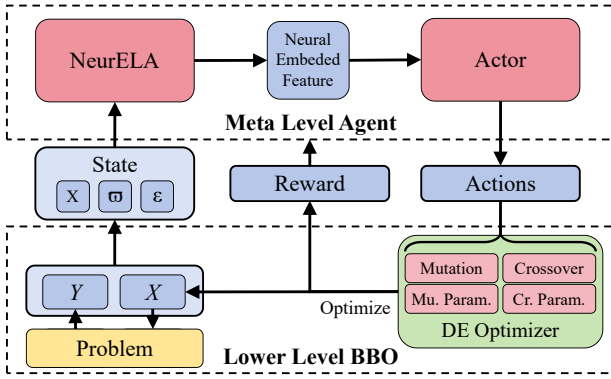 NeurELA
Neural
Embeded
Feature
Actor
Meta Level Agent
State
X ϖ ε
Reward
Actions
Y X
Mutation Crossover
Mu. Param. Cr. Param.
Optimize
DE Optimizer
Problem
Lower Level BBO